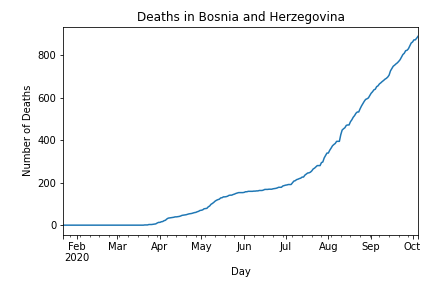 Deaths in Bosnia and Herzegovina
800
600
400
200
0
Number of Deaths
Feb Mar Apr May Jun Jul Aug Sep Oct
2020
Day